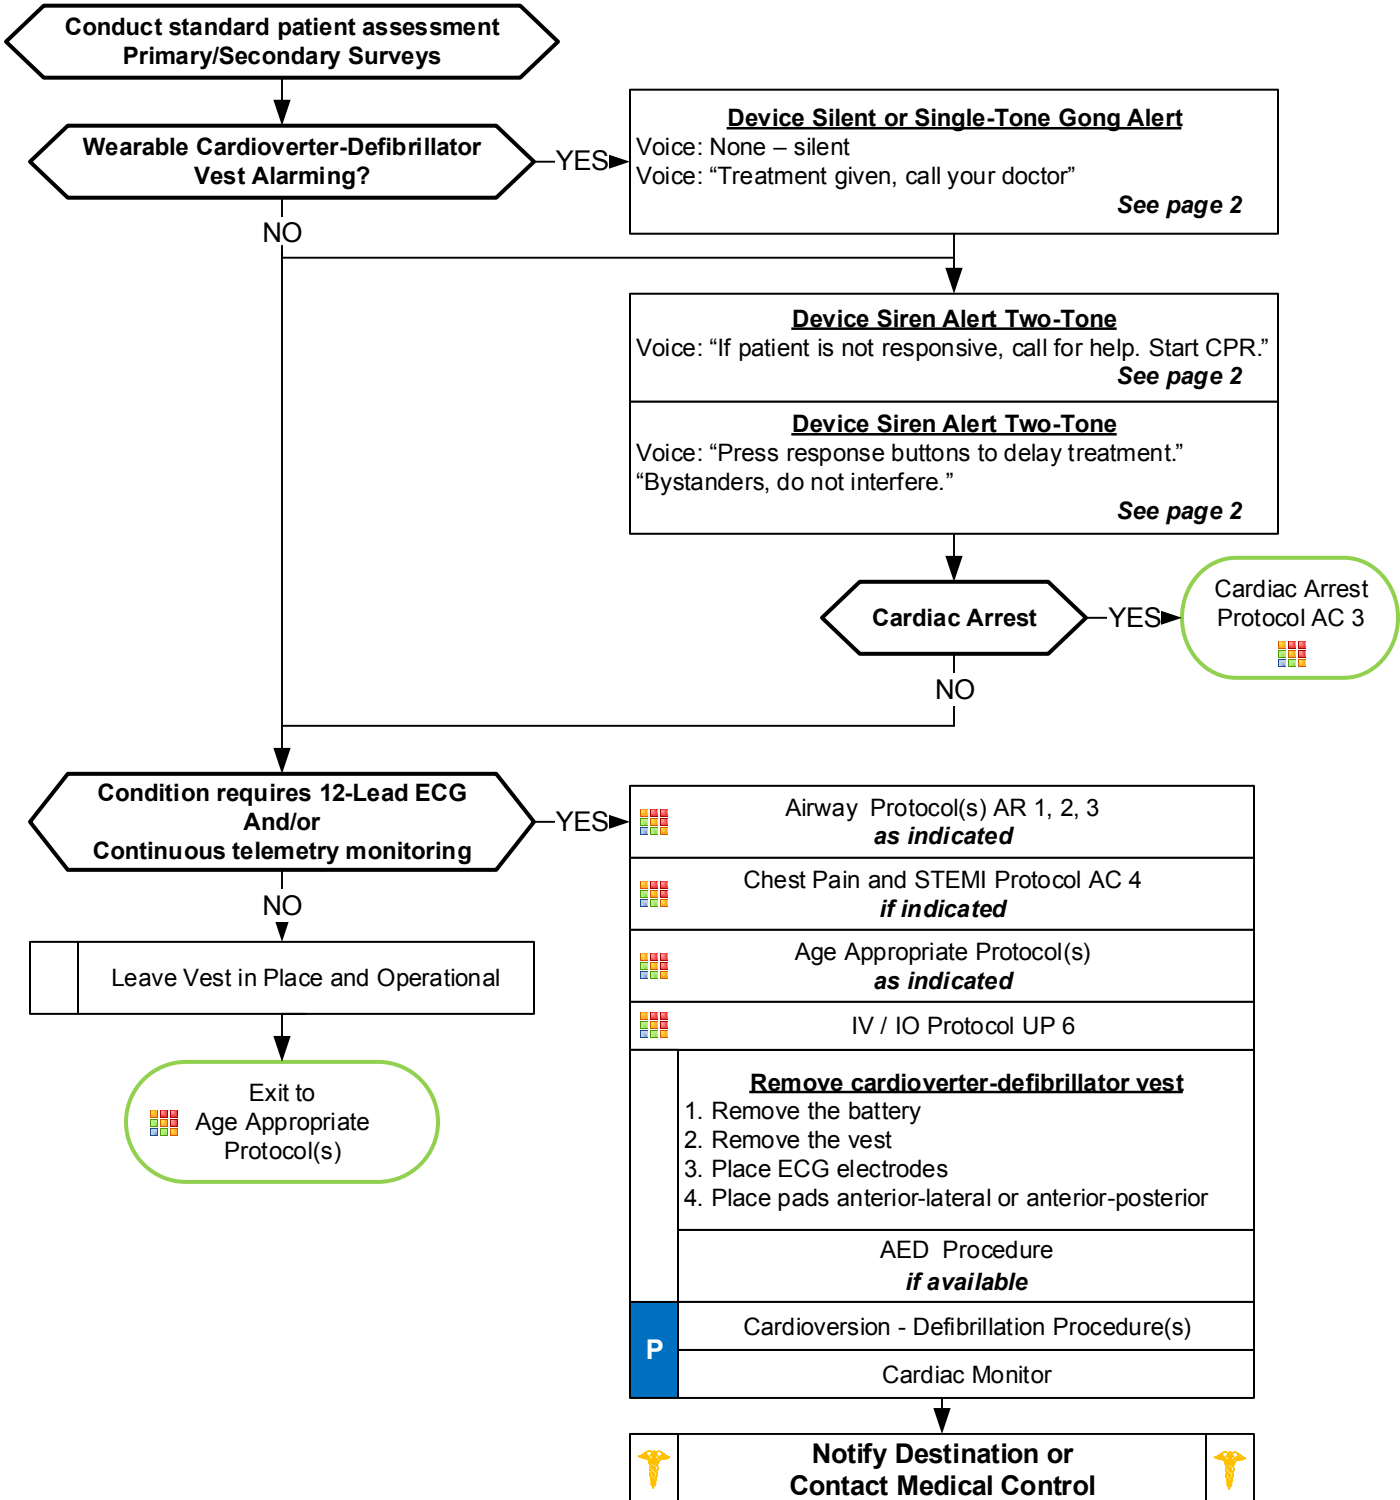 Conduct standard patient assessment
Primary/Secondary Surveys
Wearable Cardioverter-Defibrillator
Vest Alarming?
YES
NO
Device Silent or Single-Tone Gong Alert
Voice: None – silent
Voice: “Treatment given, call your doctor”
See page 2
Device Siren Alert Two-Tone
Voice: “If patient is not responsive, call for help. Start CPR.”
See page 2
Device Siren Alert Two-Tone
Voice: “Press response buttons to delay treatment.”
“Bystanders, do not interfere.”
See page 2
Cardiac Arrest
YES
Cardiac Arrest
Protocol AC 3
NO
Condition requires 12-Lead ECG
And/or
Continuous telemetry monitoring
YES
NO
Leave Vest in Place and Operational
Exit to
Age Appropriate
Protocol(s)
Airway Protocol(s) AR 1, 2, 3
as indicated
Chest Pain and STEMI Protocol AC 4
if indicated
Age Appropriate Protocol(s)
as indicated
IV / IO Protocol UP 6
Remove cardioverter-defibrillator vest
1. Remove the battery
2. Remove the vest
3. Place ECG electrodes
4. Place pads anterior-lateral or anterior-posterior
AED Procedure
if available
P
Cardioversion - Defibrillation Procedure(s)
Cardiac Monitor
Notify Destination or
Contact Medical Control